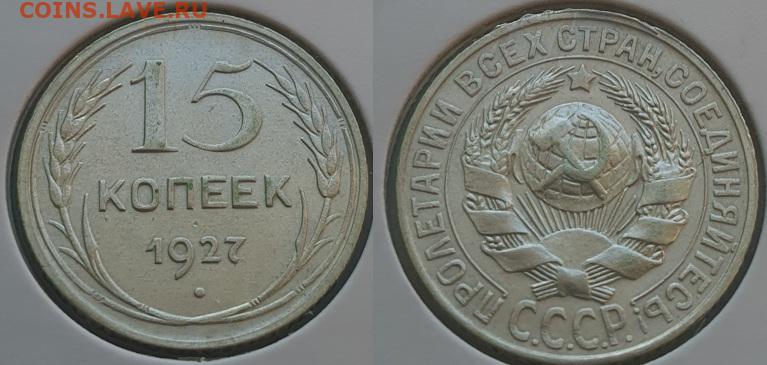 COINS.LAVE.RU
15
КОПЕЕК
1927
ПРОЛЕТАРИИ ВСЕХ СТРАН, СОЕДИНЯЙТЕСЬ!
С.С.С.Р.